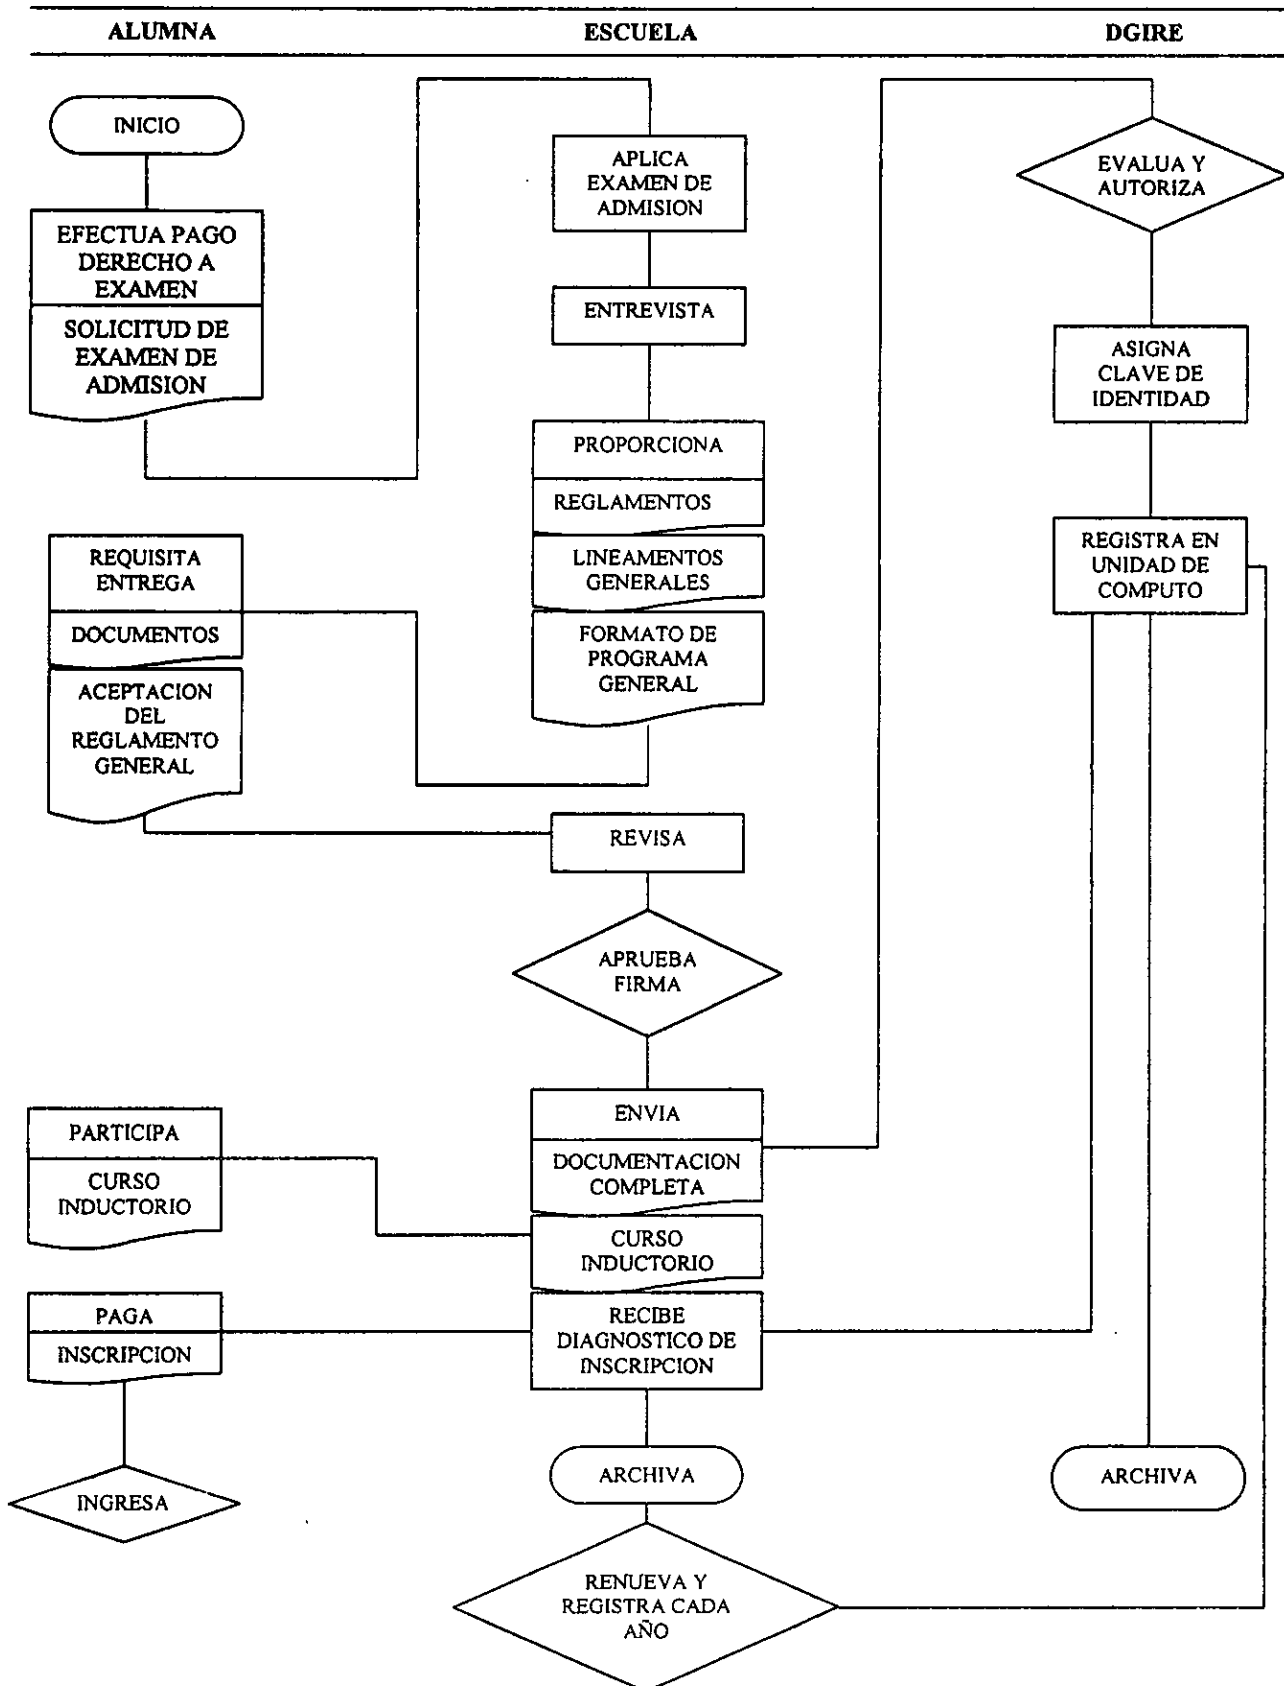 ALUMNA
ESCUELA
DGIRE
INICIO
EFECTUA PAGO
DERECHO A
EXAMEN
SOLICITUD DE
EXAMEN DE
ADMISION
APLICA
EXAMEN DE
ADMISION
ENTREVISTA
PROPORCIONA
REGLAMENTOS
LINEAMENTOS
GENERALES
FORMATO DE
PROGRAMA
GENERAL
REQUISITA
ENTREGA
DOCUMENTOS
ACEPTACION
DEL
REGLAMENTO
GENERAL
REVISA
APRUEBA
FIRMA
ENVIA
DOCUMENTACION
COMPLETA
CURSO
INDUCTORIO
RECIBE
DIAGNOSTICO DE
INSCRIPCION
PARTICIPA
CURSO
INDUCTORIO
PAGA
INSCRIPCION
INGRESA
ARCHIVA
RENUEVA Y
REGISTRA CADA
AÑO
EVALUA Y
AUTORIZA
ASIGNA
CLAVE DE
IDENTIDAD
REGISTRA EN
UNIDAD DE
COMPUTO
ARCHIVA